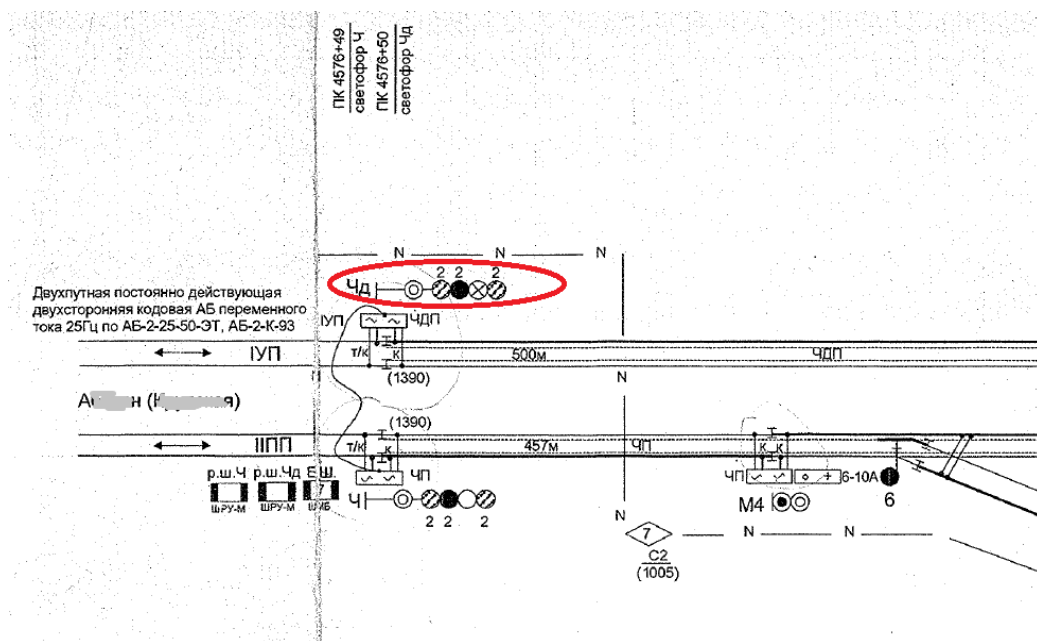 ПК 4576+49
светофор Ч
ПК 4576+50
светофор Чд
N N N
2 2 2
Чд
Двухпутная постоянно действующая
двухсторонняя кодовая АБ переменного
тока 25Гц по АБ-2-25-50-ЭТ, АБ-2-К-93
IУП ЧДП
IУП т/к к 500м ЧДП
(1390)
N
(1390)
IIПП т/к к 457м ЧП к к
р.ш.Ч р.ш.Чд Е.Ш. ЧП ЧП 6-10А
7
ШРУ-М ШРУ-М ШМБ
Ч М4 6
2 2 2
N
7 N N
С2
(1005)